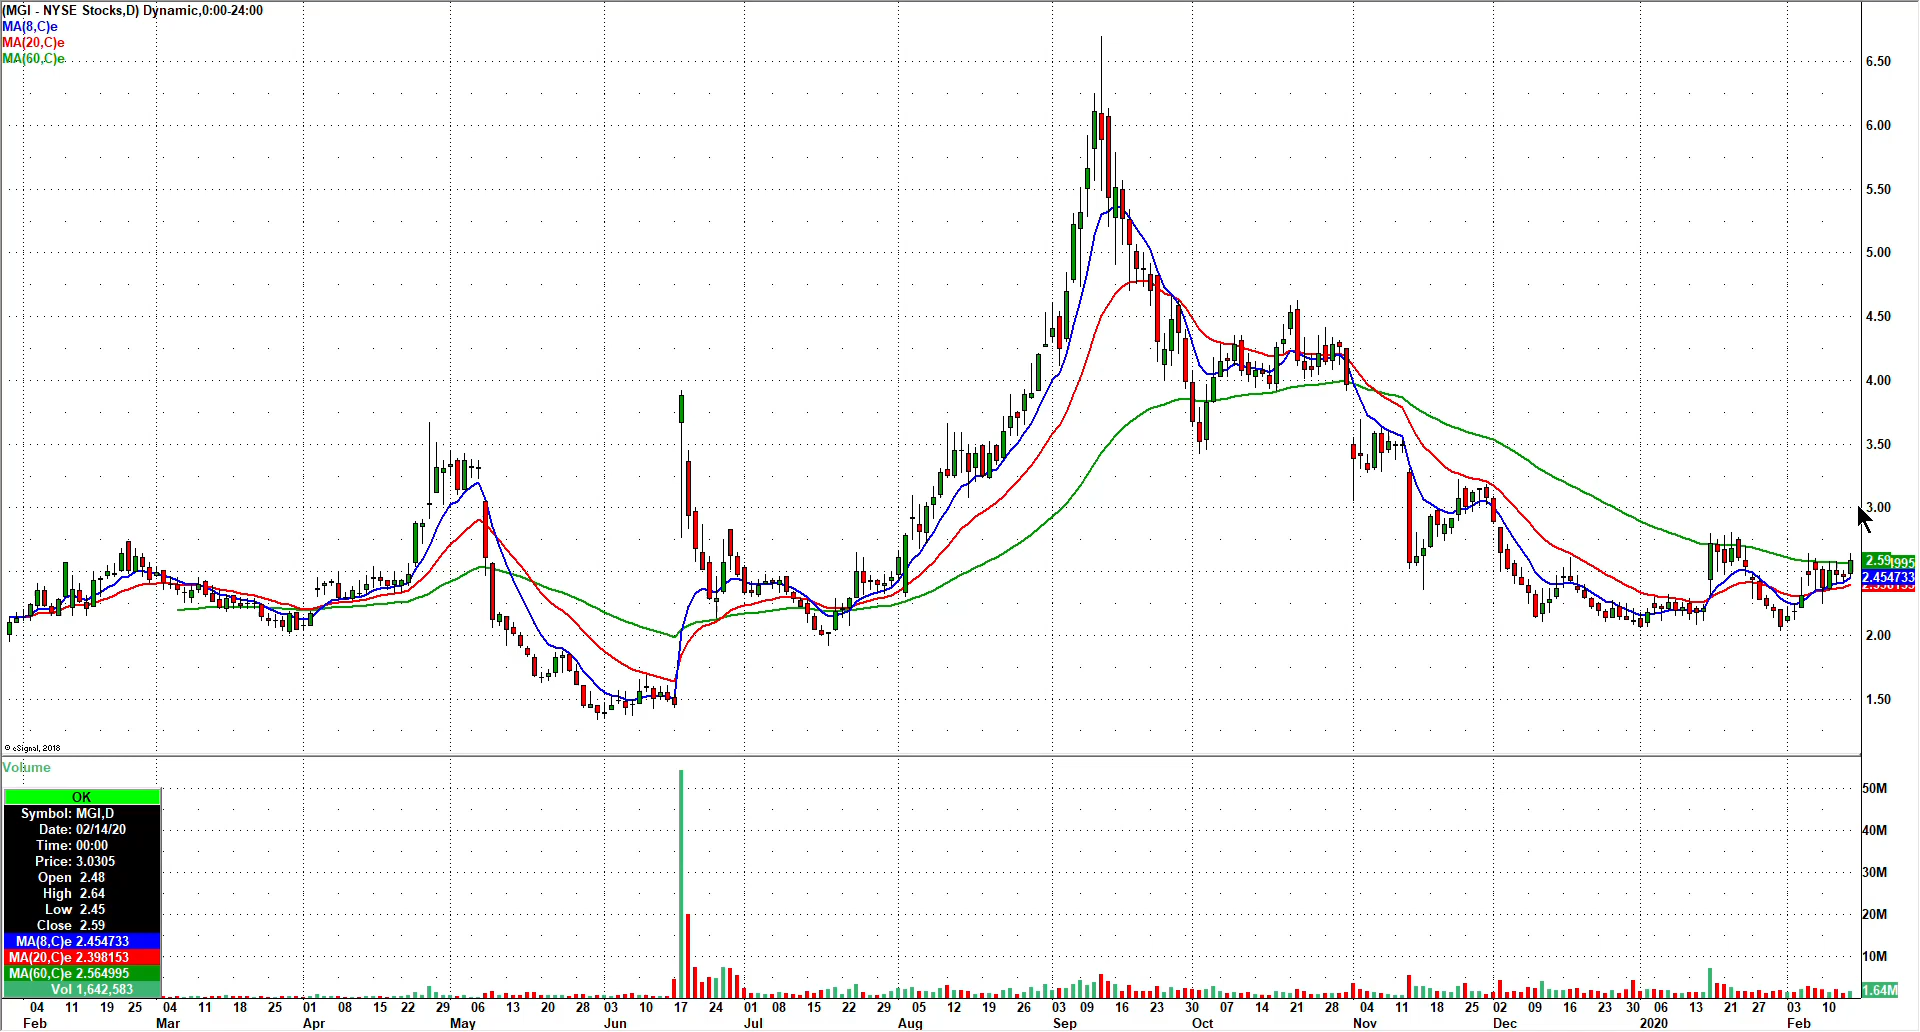 (MGI - NYSE Stocks,D) Dynamic,0:00-24:00
MA(8,C)e
MA(20,C)e
MA(60,C)e
6.50
6.00
5.50
5.00
4.50
4.00
3.50
3.00
2.59
2.454733
2.00
1.50
© eSignal, 2018
Volume
50M
40M
30M
20M
10M
1.64M
OK
Symbol: MGI,D
Date: 02/14/20
Time: 00:00
Price: 3.0305
Open 2.48
High 2.64
Low 2.45
Close 2.59
MA(8,C)e 2.454733
MA(20,C)e 2.398153
MA(60,C)e 2.564995
Vol 1,642,583
04 11 19 25 04 11 18 25 01 08 15 22 29 06 13 20 28 03 10 17 24 01 08 15 22 29 05 12 19 26 03 09 16 23 30 07 14 21 28 04 11 18 25 02 09 16 23 30 06 13 21 27 03 10
Feb Mar Apr May Jun Jul Aug Sep Oct Nov Dec 2020 Feb